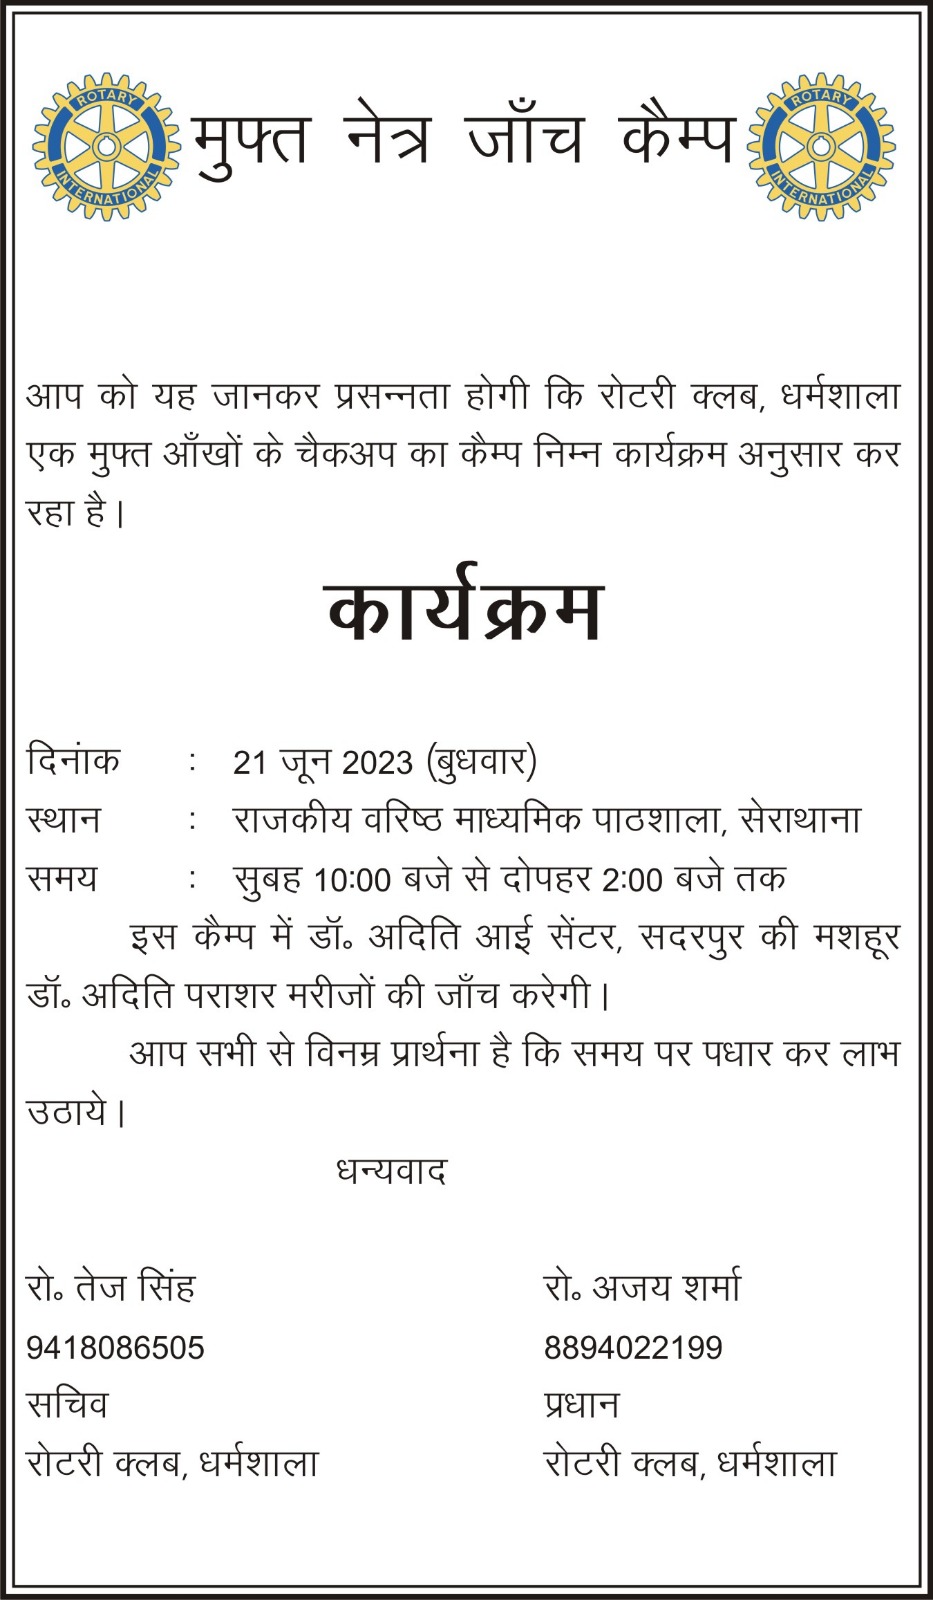 ROTARY INTERNATIONAL
मुफ्त नेत्र जाँच कैम्प
ROTARY INTERNATIONAL
आप को यह जानकर प्रसन्नता होगी कि रोटरी क्लब, धर्मशाला
एक मुफ्त आँखों के चैकअप का कैम्प निम्न कार्यक्रम अनुसार कर
रहा है।
कार्यक्रम
दिनांक : 21 जून 2023 (बुधवार)
स्थान : राजकीय वरिष्ठ माध्यमिक पाठशाला, सेराथाना
समय : सुबह 10:00 बजे से दोपहर 2:00 बजे तक
इस कैम्प में डॉ॰ अदिति आई सेंटर, सदरपुर की मशहूर
डॉ॰ अदिति पराशर मरीजों की जाँच करेगी।
आप सभी से विनम्र प्रार्थना है कि समय पर पधार कर लाभ
उठाये।
धन्यवाद
रो॰ तेज सिंह रो॰ अजय शर्मा
9418086505 8894022199
सचिव प्रधान
रोटरी क्लब, धर्मशाला रोटरी क्लब, धर्मशाला